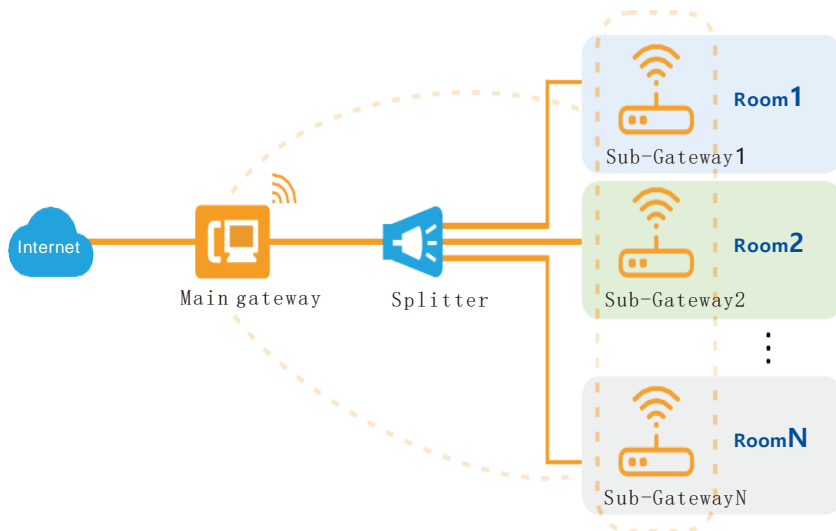 Room1
Sub-Gateway1
Internet
Main gateway
Splitter
Room2
Sub-Gateway2
RoomN
Sub-GatewayN